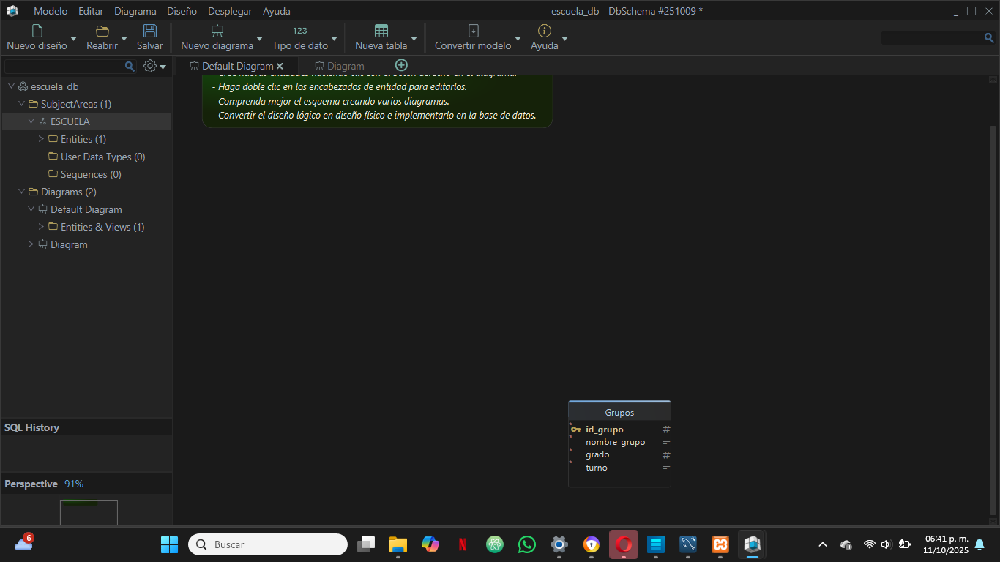 escuela_db - DbSchema #251009 *
Modelo Editar Diagrama Diseño Desplegar Ayuda
123
Nuevo diseño Reabrir Salvar Nuevo diagrama Tipo de dato Nueva tabla Convertir modelo Ayuda
Default Diagram Diagram
escuela_db
SubjectAreas (1)
ESCUELA
Entities (1)
User Data Types (0)
Sequences (0)
Diagrams (2)
Default Diagram
Entities & Views (1)
Diagram
SQL History
Perspective 91%
- Haga doble clic en los encabezados de entidad para editarlos.
- Comprenda mejor el esquema creando varios diagramas.
- Convertir el diseño lógico en diseño físico e implementarlo en la base de datos.
Grupos
* id_grupo #
* nombre_grupo
* grado #
* turno
6
Buscar
N
06:41 p. m.
11/10/2025